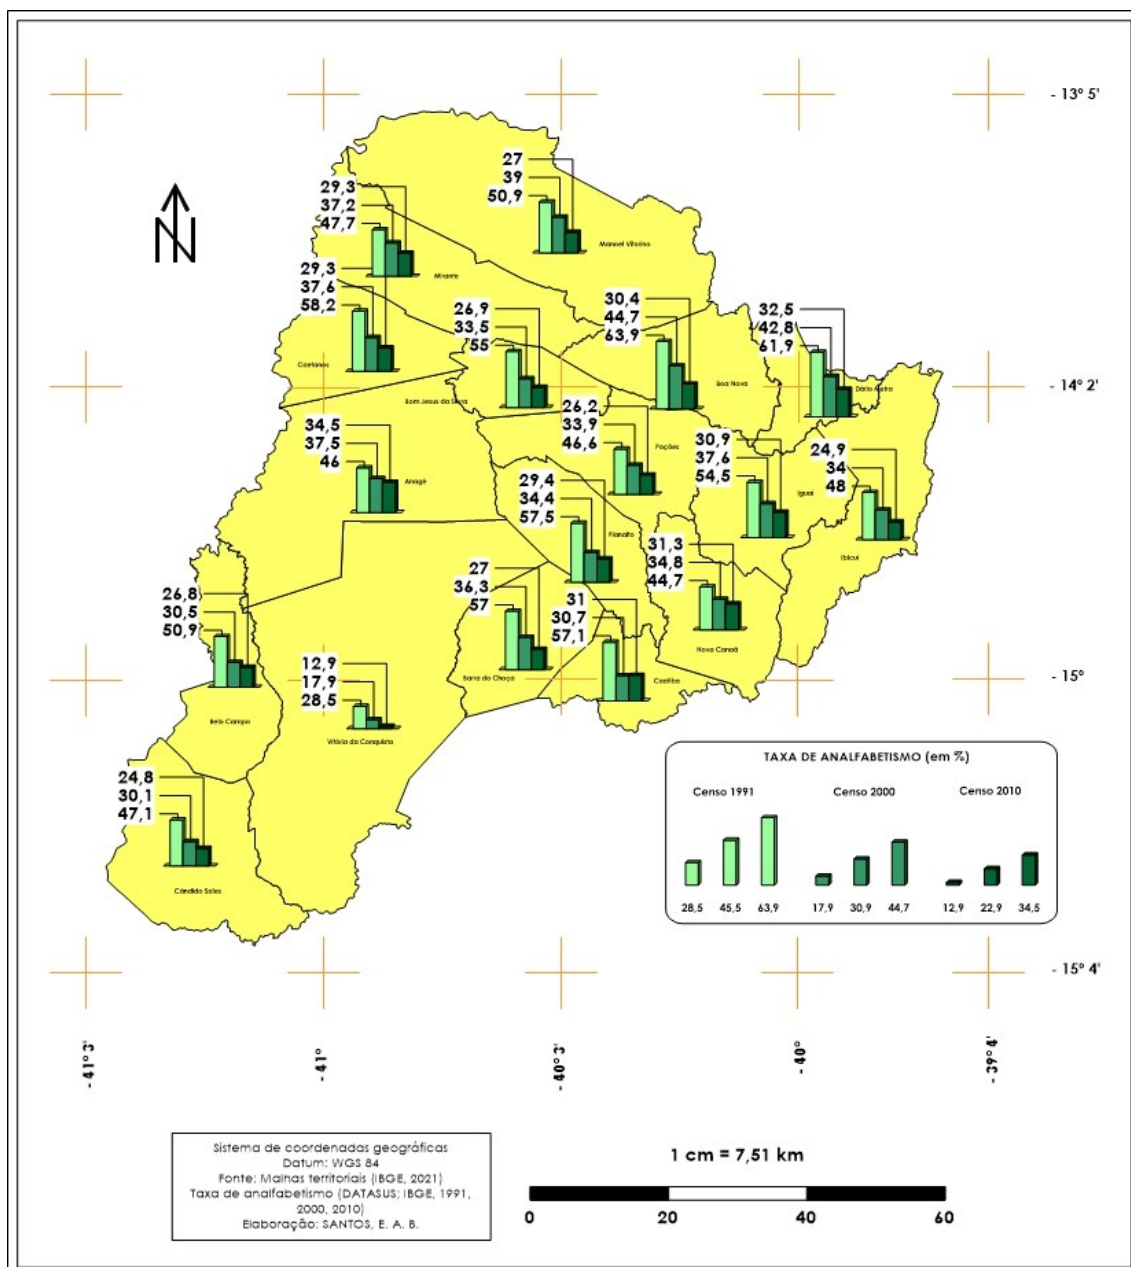 - 13° 5'
27
39
50,9
Manoel Vitorino
29,3
37,2
47,7
Mirante
29,3
37,6
58,2
Caetanos
26,9
33,5
55
Bom Jesus da Serra
30,4
44,7
63,9
Boa Nova
32,5
42,8
61,9
Dário Meira
- 14° 2'
34,5
37,5
46
Anagé
26,2
33,9
46,6
Poções
30,9
37,6
54,5
Iguaí
24,9
34
48
Ibicuí
29,4
34,4
57,5
Planalto
31,3
34,8
44,7
Nova Canaã
26,8
30,5
50,9
Belo Campo
27
36,3
57
Barra do Choça
31
30,7
57,1
Caatiba
- 15°
12,9
17,9
28,5
Vitória da Conquista
24,8
30,1
47,1
Cândido Sales
TAXA DE ANALFABETISMO (em %)
Censo 1991 Censo 2000 Censo 2010
28,5 45,5 63,9 17,9 30,9 44,7 12,9 22,9 34,5
- 15° 4'
- 41° 3' - 41° - 40° 3' - 40° - 39° 4'
N
Sistema de coordenadas geográficas
Datum: WGS 84
Fonte: Malhas territoriais (IBGE, 2021)
Taxa de analfabetismo (DATASUS; IBGE, 1991,
2000, 2010)
Elaboração: SANTOS, E. A. B.
1 cm = 7,51 km
0 20 40 60